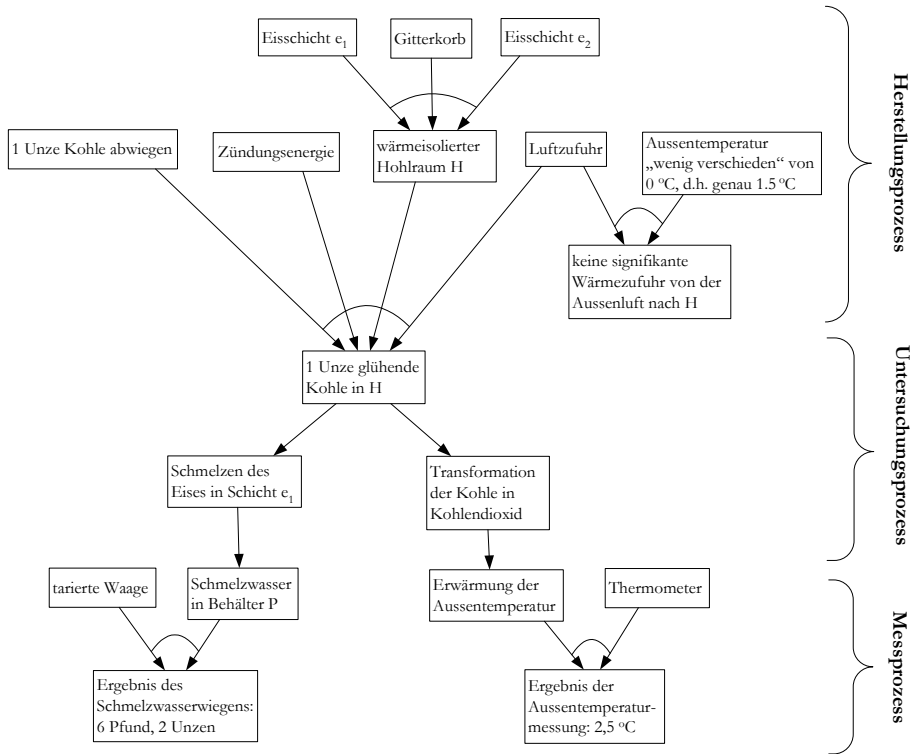 Eisschicht e₁
Gitterkorb
Eisschicht e₂
1 Unze Kohle abwiegen
Zündungsenergie
wärmeisolierter
Hohlraum H
Luftzufuhr
Aussentemperatur
„wenig verschieden“ von
0 °C, d.h. genau 1.5 °C
keine signifikante
Wärmezufuhr von der
Aussenluft nach H
Herstellungsprozess
1 Unze glühende
Kohle in H
Schmelzen des
Eises in Schicht e₁
Transformation
der Kohle in
Kohlendioxid
Untersuchungsprozess
tarierte Waage
Schmelzwasser
in Behälter P
Erwärmung der
Aussentemperatur
Thermometer
Ergebnis des
Schmelzwasserwiegens:
6 Pfund, 2 Unzen
Ergebnis der
Aussentemperatur-
messung: 2,5 °C
Messprozess